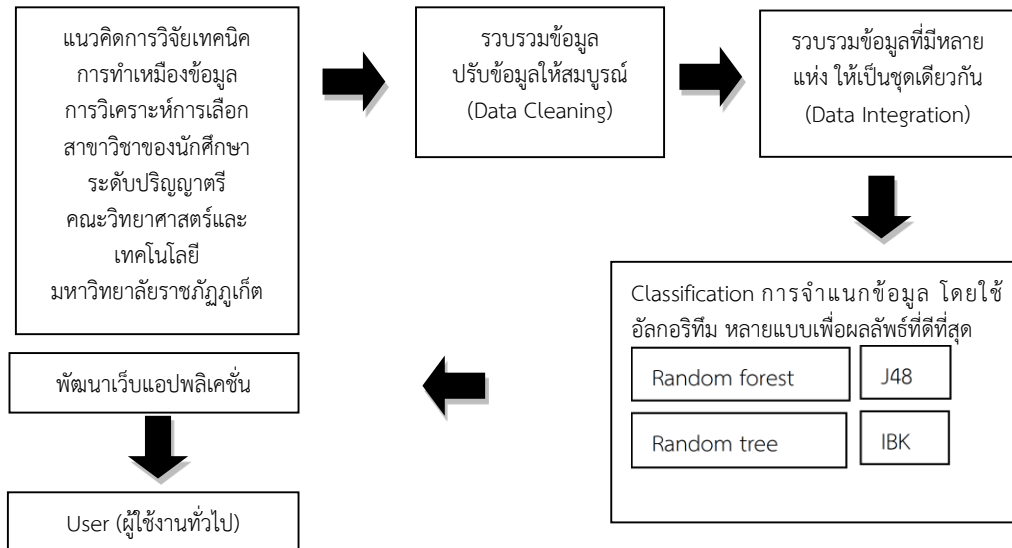 แนวคิดการวิจัยเทคนิค
การทำเหมืองข้อมูล
การวิเคราะห์การเลือก
สาขาวิชาของนักศึกษา
ระดับปริญญาตรี
คณะวิทยาศาสตร์และ
เทคโนโลยี
มหาวิทยาลัยราชภัฏภูเก็ต
รวบรวมข้อมูล
ปรับข้อมูลให้สมบูรณ์
(Data Cleaning)
รวบรวมข้อมูลที่มีหลาย
แห่ง ให้เป็นชุดเดียวกัน
(Data Integration)
Classification การจำแนกข้อมูล โดยใช้
อัลกอริทึม หลายแบบเพื่อผลลัพธ์ที่ดีที่สุด
Random forest
J48
Random tree
IBK
พัฒนาเว็บแอปพลิเคชั่น
User (ผู้ใช้งานทั่วไป)